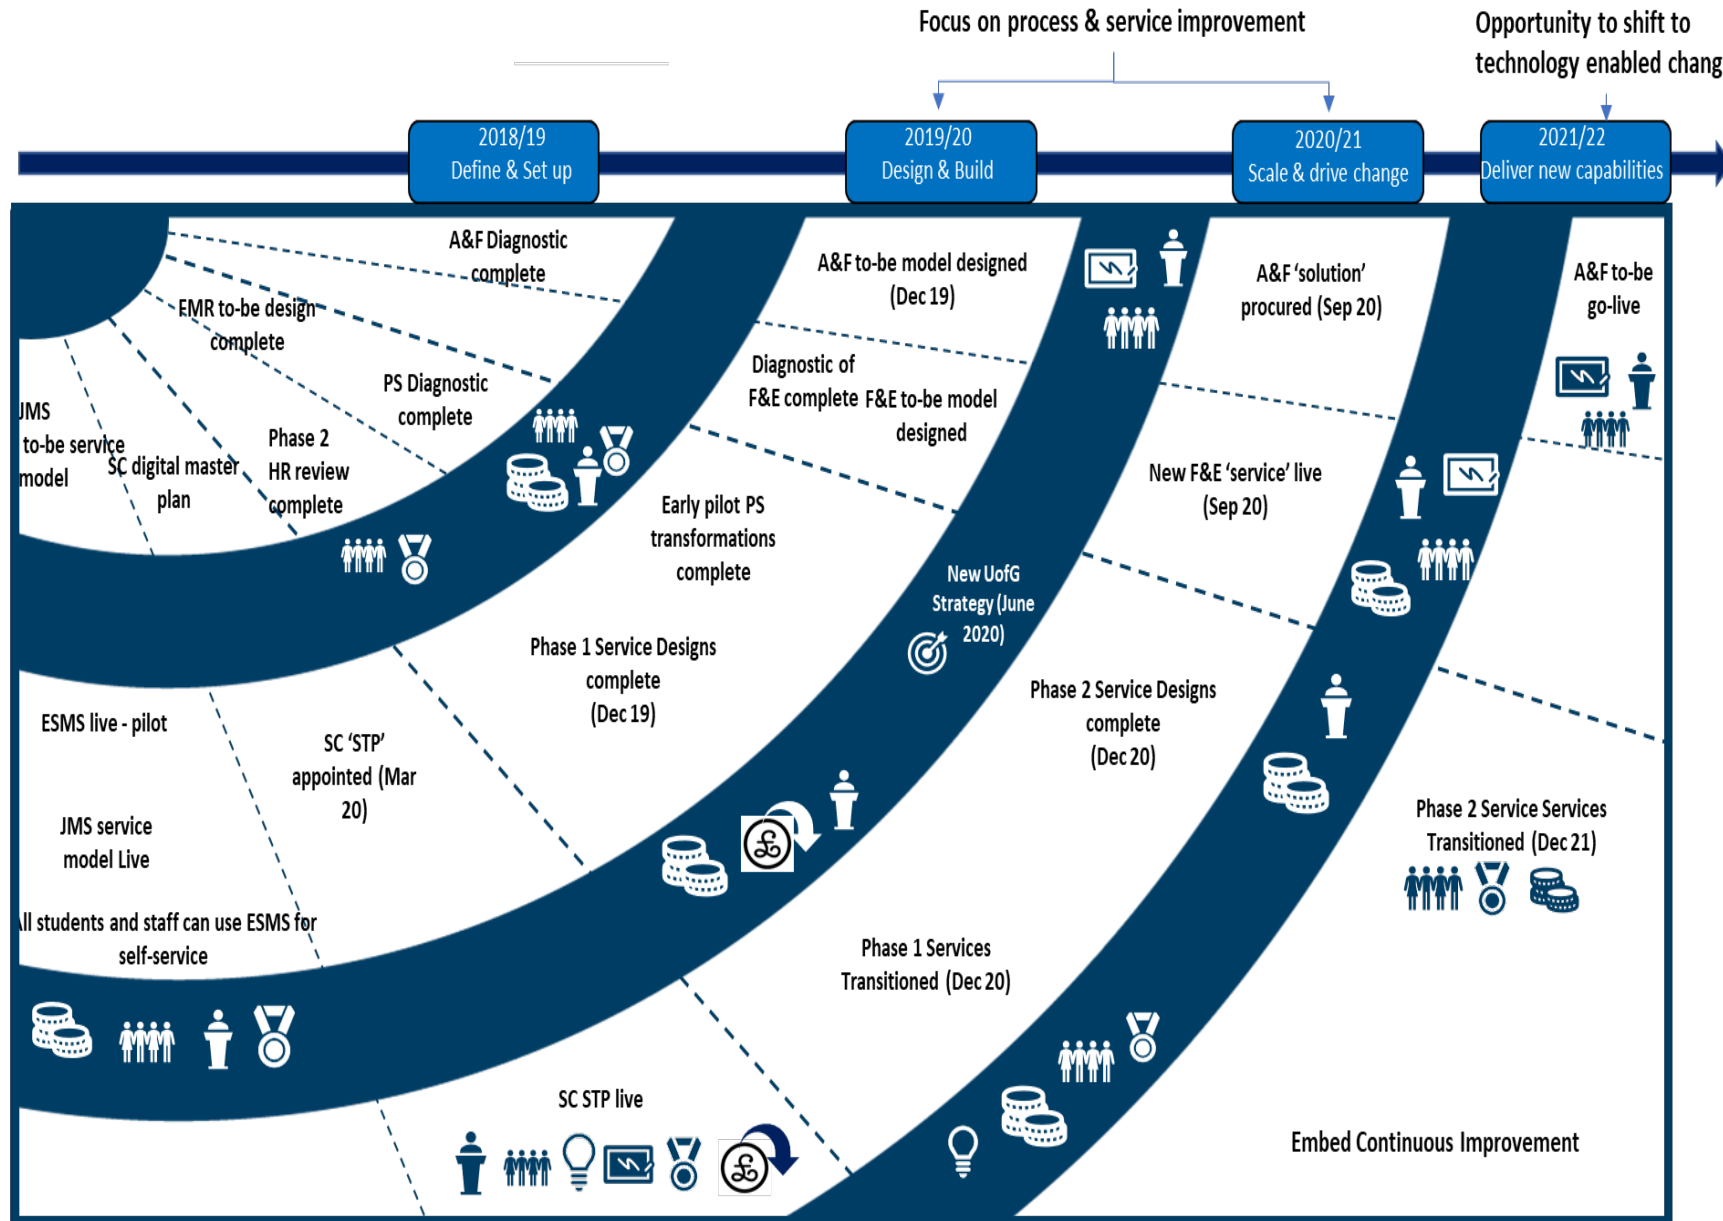 Focus on process & service improvement
Opportunity to shift to
technology enabled chang
2018/19
Define & Set up
2019/20
Design & Build
2020/21
Scale & drive change
2021/22
Deliver new capabilities
A&F Diagnostic
complete
EMR to-be design
complete
PS Diagnostic
complete
JMS
to-be service
model
SC digital master
plan
Phase 2
HR review
complete
A&F to-be model designed
(Dec 19)
Diagnostic of
F&E complete
F&E to-be model
designed
Early pilot PS
transformations
complete
Phase 1 Service Designs
complete
(Dec 19)
SC ‘STP’
appointed (Mar
20)
ESMS live - pilot
JMS service
model Live
All students and staff can use ESMS for
self-service
New UofG
Strategy (June
2020)
A&F ‘solution’
procured (Sep 20)
New F&E ‘service’ live
(Sep 20)
Phase 2 Service Designs
complete
(Dec 20)
Phase 1 Services
Transitioned (Dec 20)
SC STP live
A&F to-be
go-live
Phase 2 Service Services
Transitioned (Dec 21)
Embed Continuous Improvement